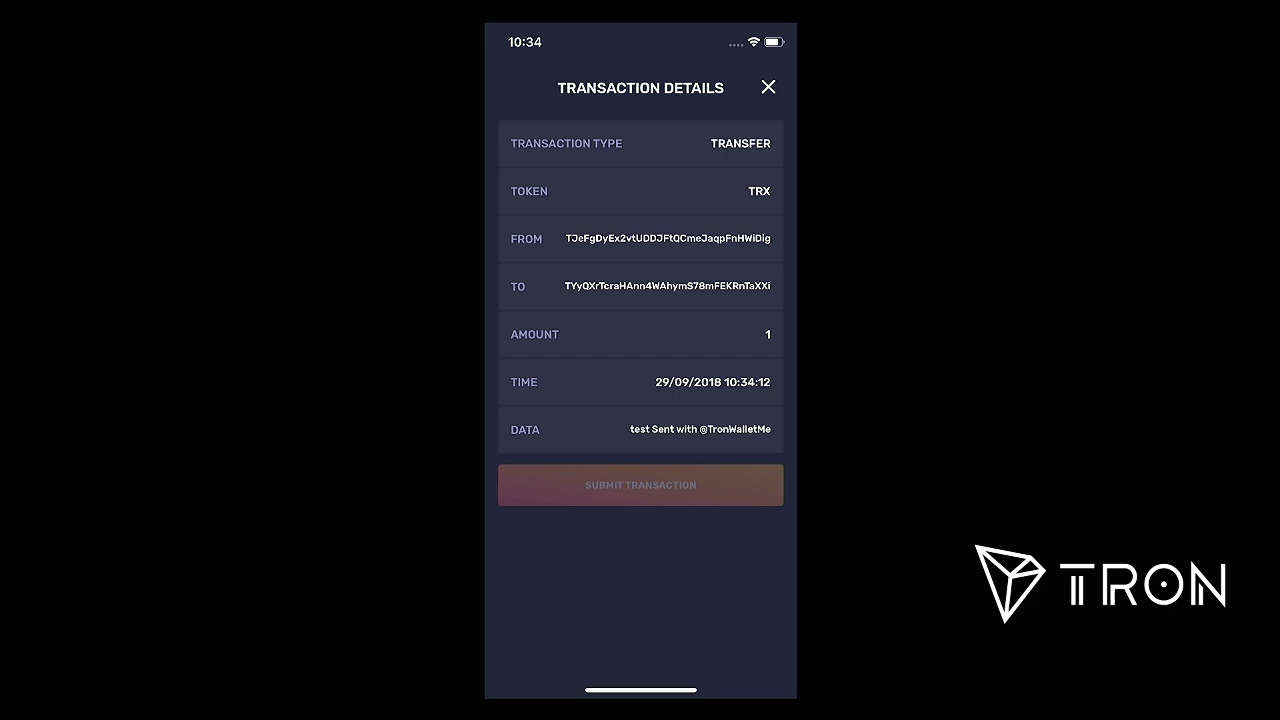 10:34
TRANSACTION DETAILS
TRANSACTION TYPE TRANSFER
TOKEN TRX
FROM TJeFgDyEx2vtUDDJFtQCmeJaqpFnHWiDig
TO TYyQXrTcraHAnn4WAhymS78mFEKRnTaXXi
AMOUNT 1
TIME 29/09/2018 10:34:12
DATA test Sent with @TronWalletMe
SUBMIT TRANSACTION
TRON